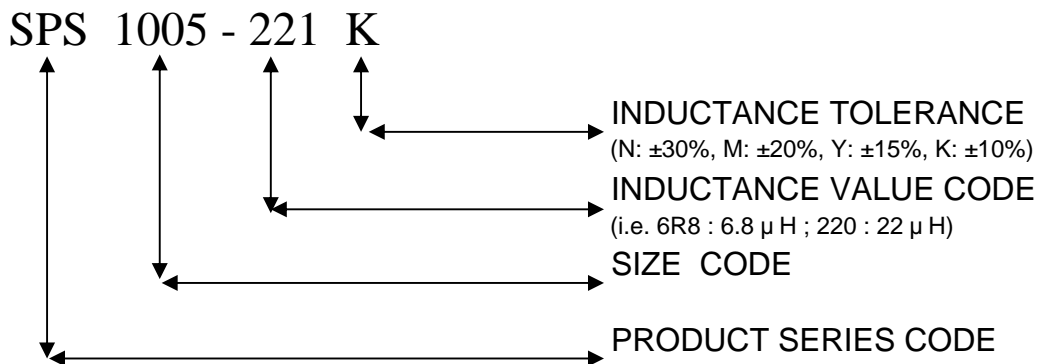 SPS 1005 - 221 K
INDUCTANCE TOLERANCE
(N: ±30%, M: ±20%, Y: ±15%, K: ±10%)
INDUCTANCE VALUE CODE
(i.e. 6R8 : 6.8 µ H ; 220 : 22 µ H)
SIZE CODE
PRODUCT SERIES CODE